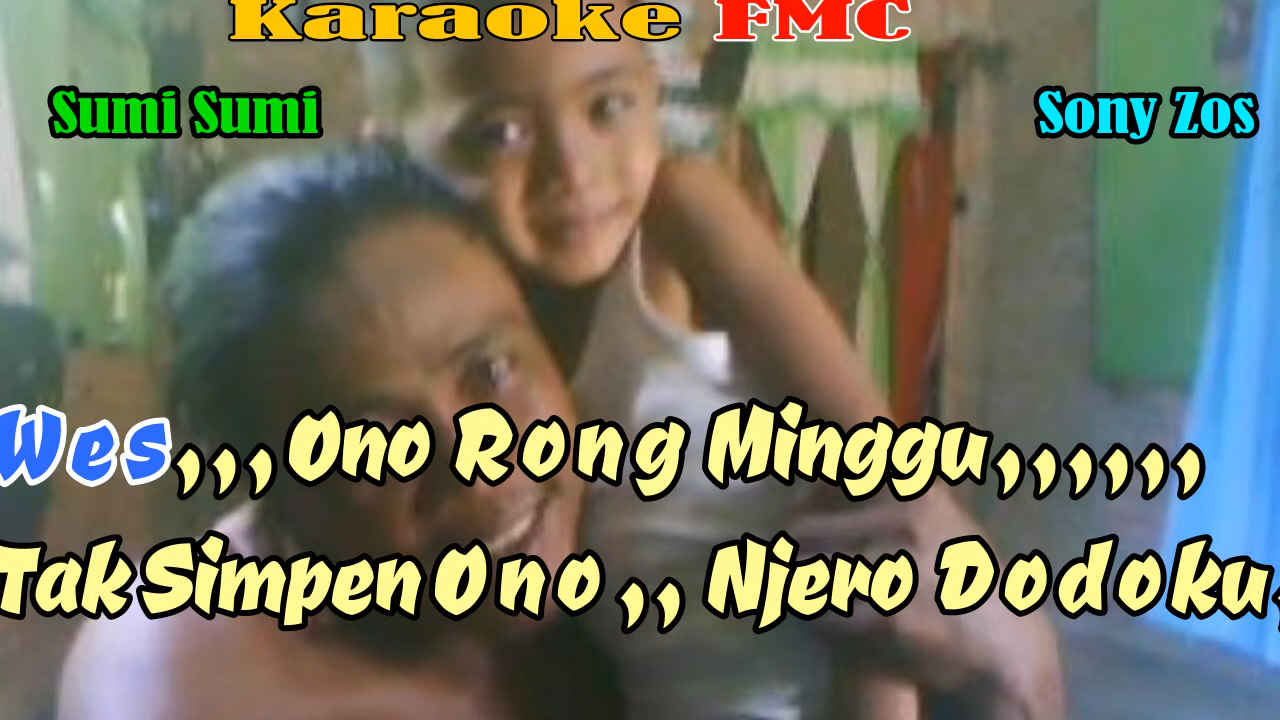 Karaoke FMC
Sumi Sumi
Sony Zos
Wes,,,Ono Rong Minggu,,,,,,
Tak Simpen Ono,, Njero Dodoku,